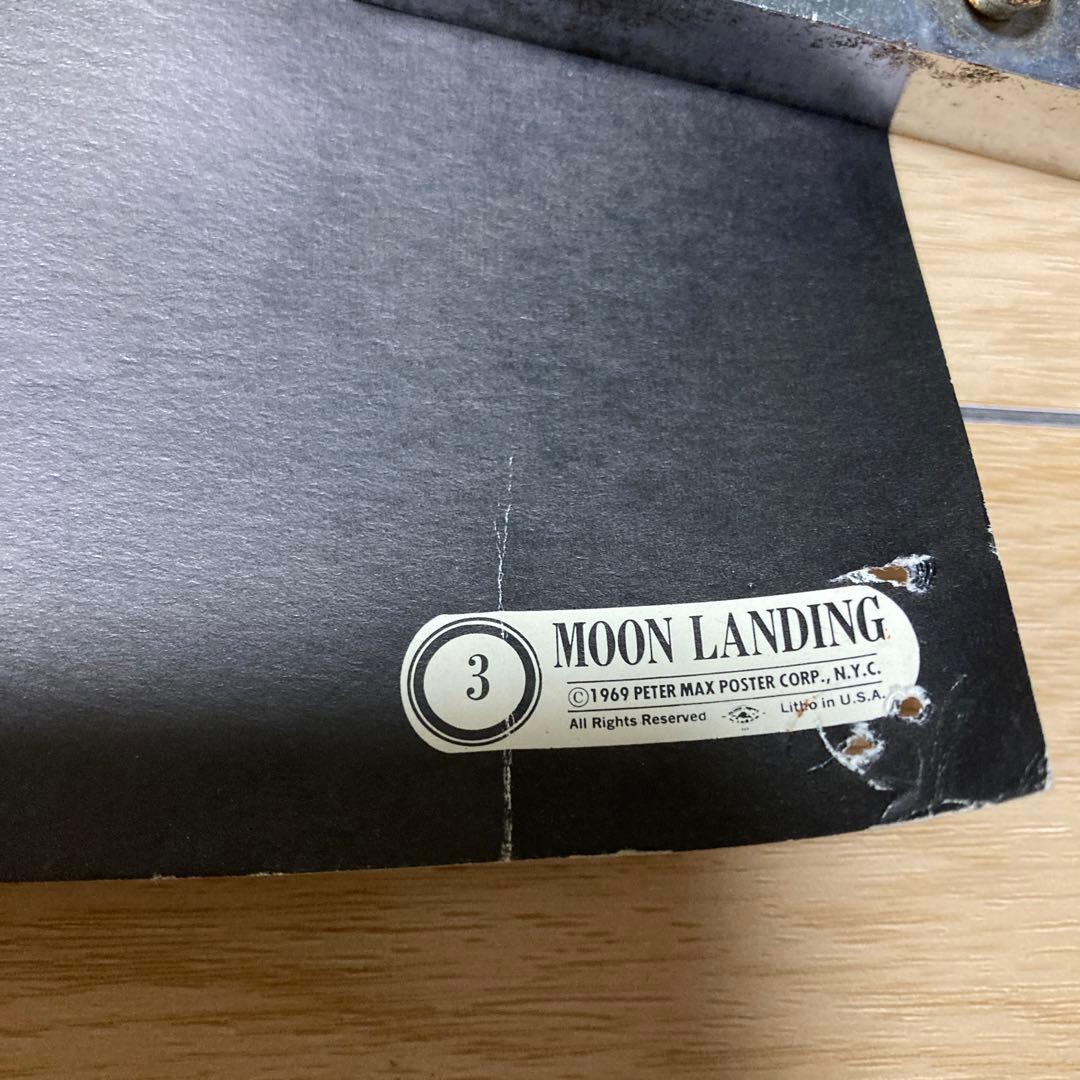 3
MOON LANDING
©1969 PETER MAX POSTER CORP., N.Y.C.
All Rights Reserved Litho in U.S.A.